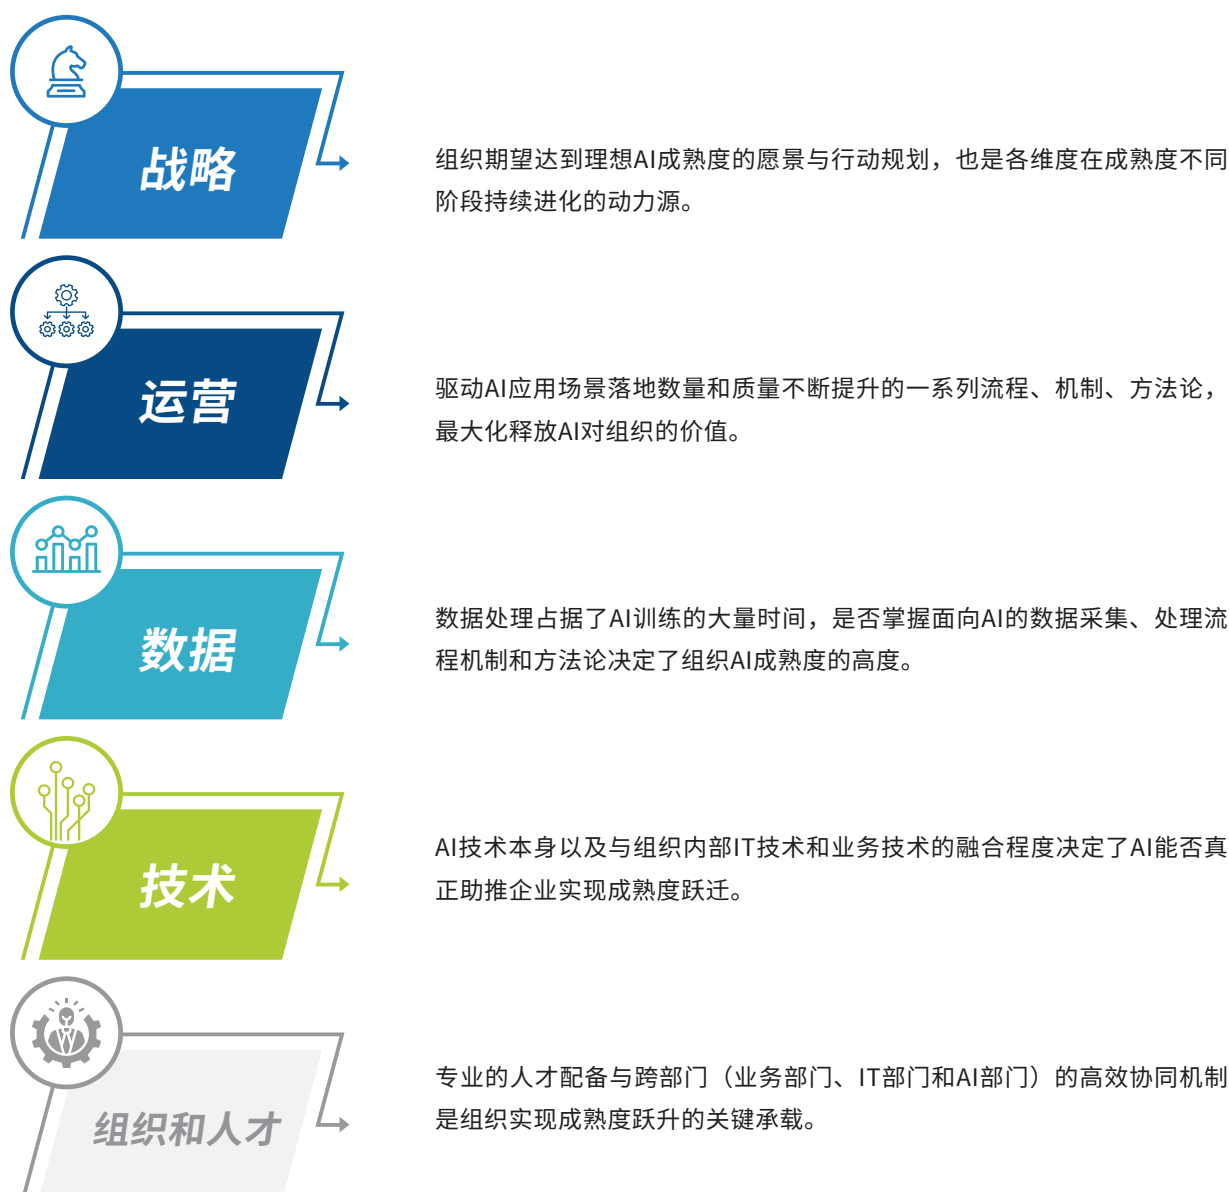 战略
组织期望达到理想AI成熟度的愿景与行动规划，也是各维度在成熟度不同
阶段持续进化的动力源。
运营
驱动AI应用场景落地数量和质量不断提升的一系列流程、机制、方法论，
最大化释放AI对组织的价值。
数据
数据处理占据了AI训练的大量时间，是否掌握面向AI的数据采集、处理流
程机制和方法论决定了组织AI成熟度的高度。
技术
AI技术本身以及与组织内部IT技术和业务技术的融合程度决定了AI能否真
正助推企业实现成熟度跃迁。
组织和人才
专业的人才配备与跨部门（业务部门、IT部门和AI部门）的高效协同机制
是组织实现成熟度跃升的关键承载。